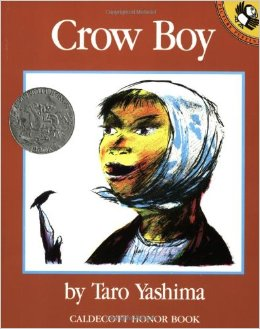 Crow Boy
by Taro Yashima
CALDECOTT HONOR BOOK